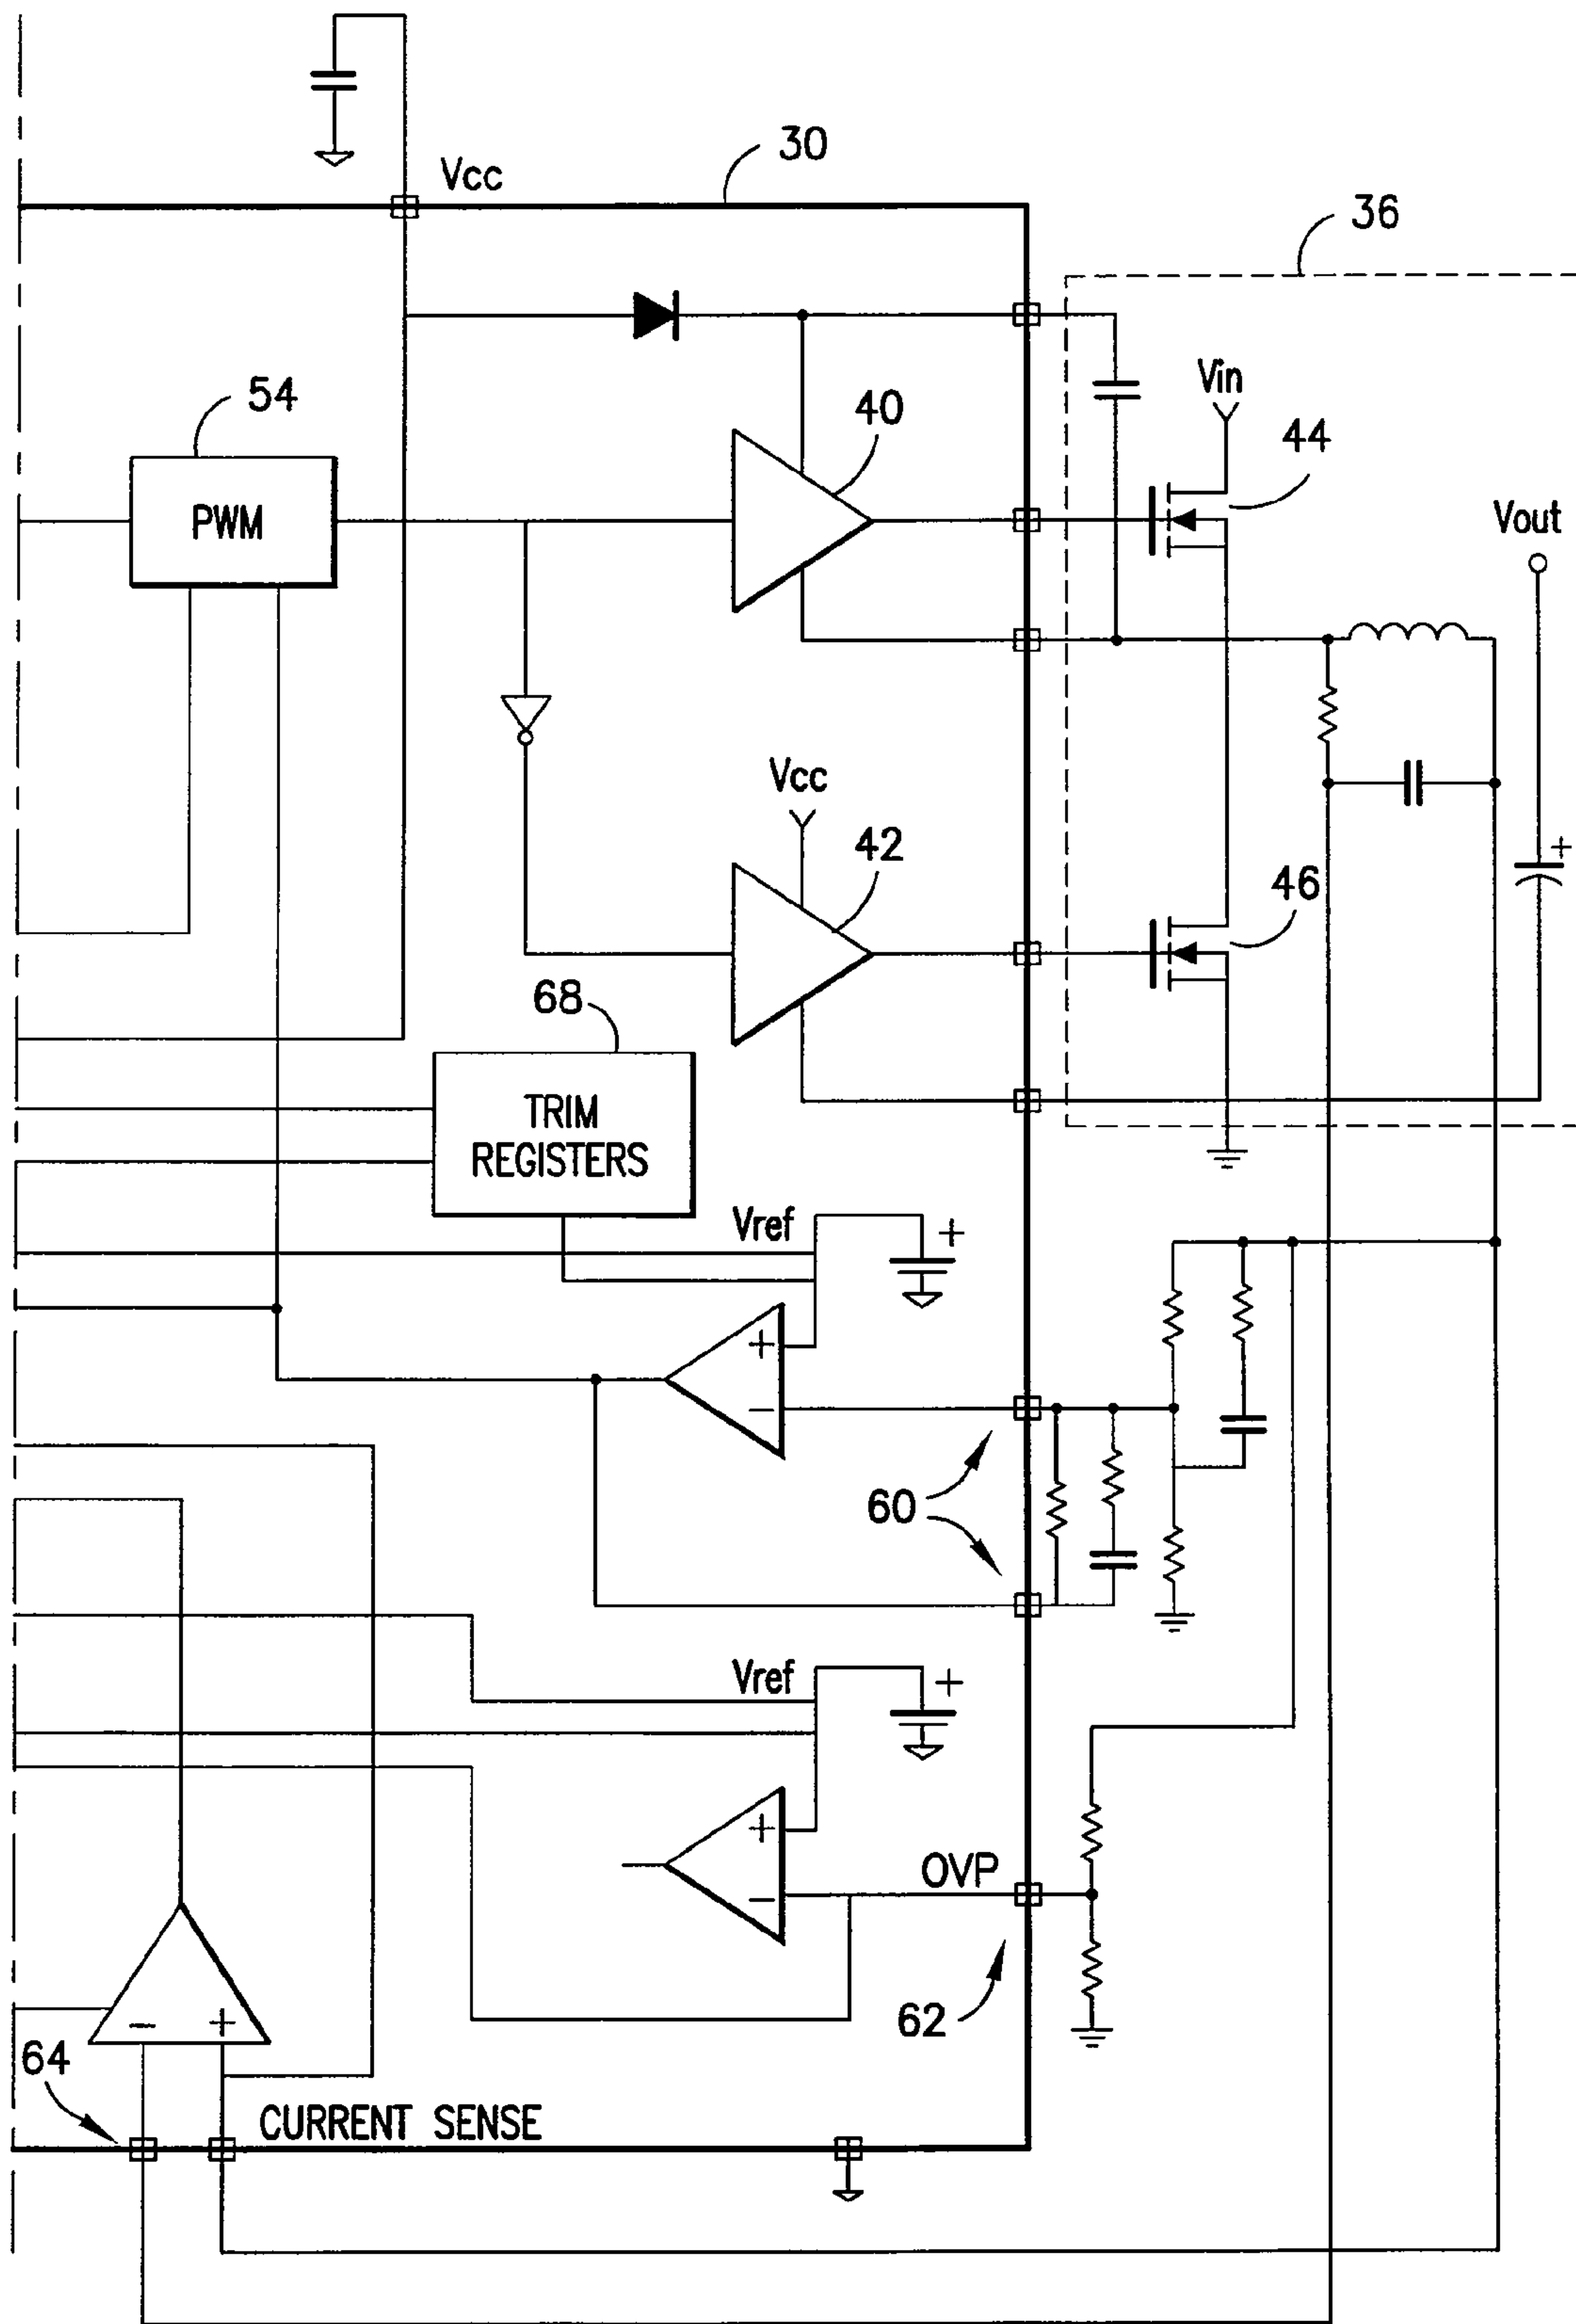 Vcc
30
36
54
40
Vin
44
PWM
Vout
Vcc
42
+
46
68
TRIM
REGISTERS
Vref
+
+
−
60
Vref
+
+
−
OVP
62
− +
64
CURRENT SENSE